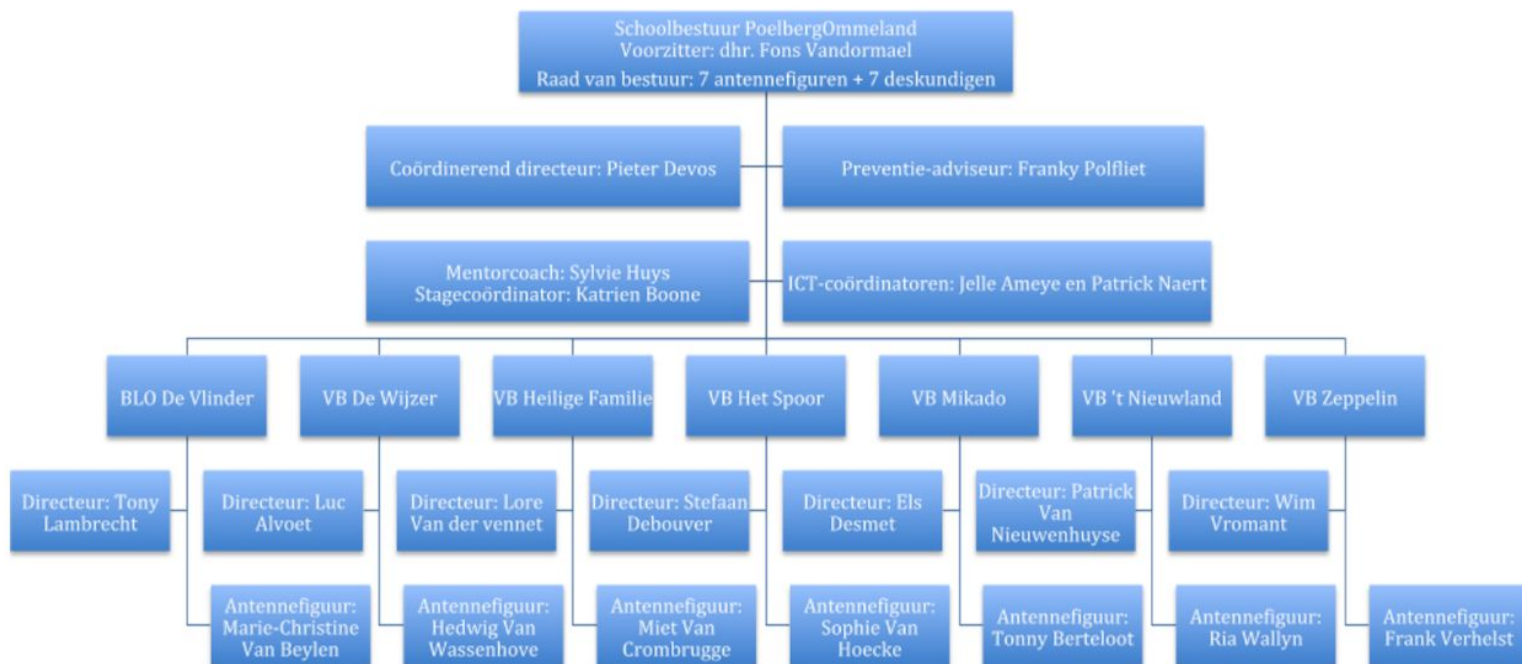 Schoolbestuur PoelbergOmmeland
Voorzitter: dhr. Fons Vandormael
Raad van bestuur: 7 antennefiguren + 7 deskundigen
Coördinerend directeur: Pieter Devos
Preventie-adviseur: Franky Polfliet
Mentorcoach: Sylvie Huys
Stagecoördinator: Katrien Boone
ICT-coördinatoren: Jelle Ameye en Patrick Naert
BLO De Vlinder
VB De Wijzer
VB Heilige Familie
VB Het Spoor
VB Mikado
VB 't Nieuwland
VB Zeppelin
Directeur: Tony
Lambrecht
Directeur: Luc
Alvoet
Directeur: Lore
Van der vennet
Directeur: Stefaan
Debouver
Directeur: Els
Desmet
Directeur: Patrick
Van
Nieuwenhuyse
Directeur: Wim
Vromant
Antennefiguur:
Marie-Christine
Van Beylen
Antennefiguur:
Hedwig Van
Wassenhove
Antennefiguur:
Miet Van
Crombrugge
Antennefiguur:
Sophie Van
Hoecke
Antennefiguur:
Tonny Berteloot
Antennefiguur:
Ria Wallyn
Antennefiguur:
Frank Verhelst